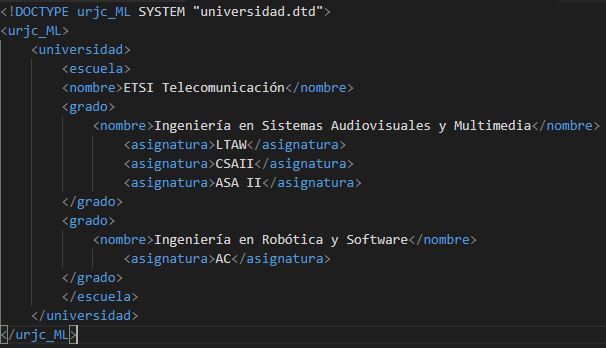 <!DOCTYPE urjc_ML SYSTEM "universidad.dtd">
<urjc_ML>
    <universidad>
        <escuela>
        <nombre>ETSI Telecomunicación</nombre>
        <grado>
            <nombre>Ingeniería en Sistemas Audiovisuales y Multimedia</nombre>
                <asignatura>LTAW</asignatura>
                <asignatura>CSAII</asignatura>
                <asignatura>ASA II</asignatura>
        </grado>
        <grado>
            <nombre>Ingeniería en Robótica y Software</nombre>
                <asignatura>AC</asignatura>
        </grado>
        </escuela>
    </universidad>
</urjc_ML>